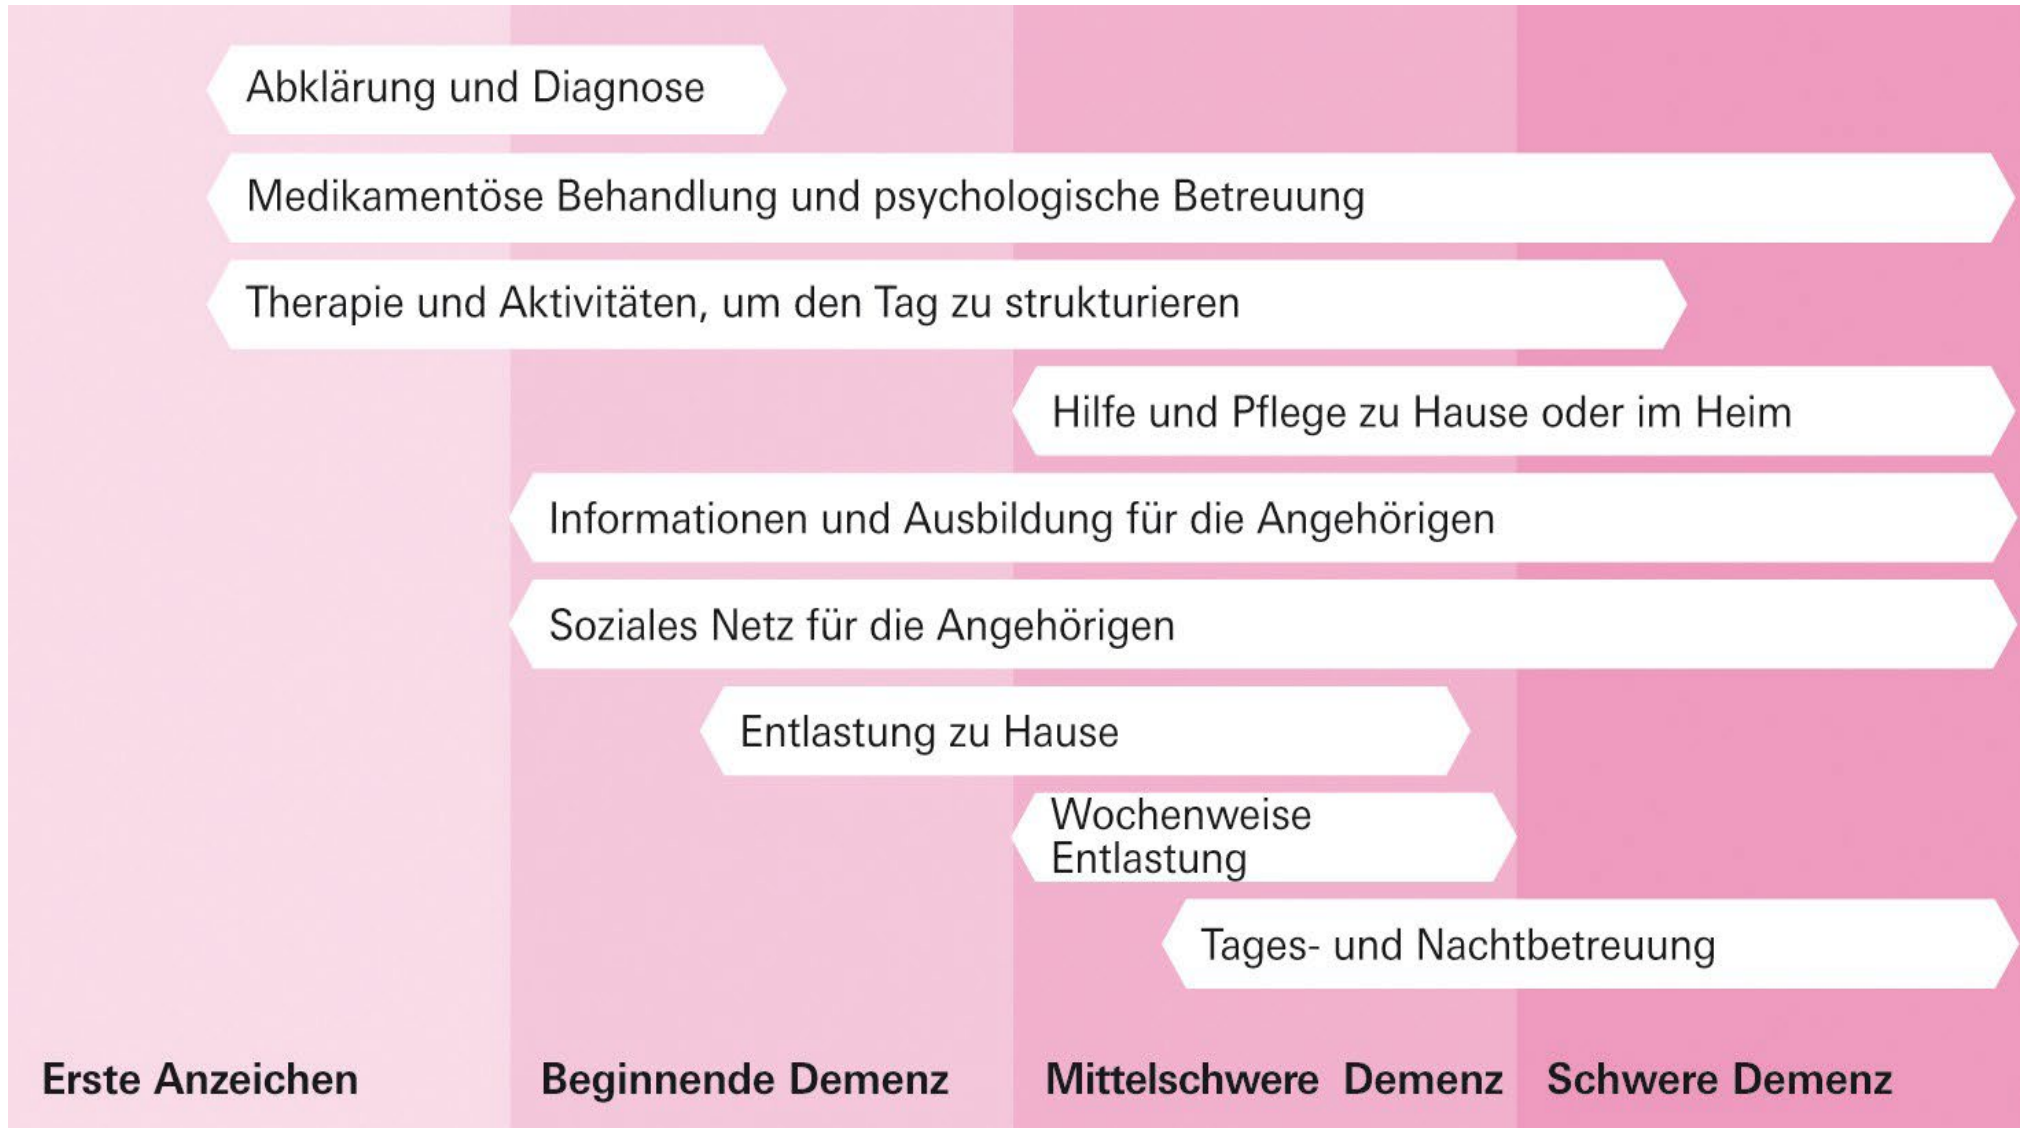 Abklärung und Diagnose
Medikamentöse Behandlung und psychologische Betreuung
Therapie und Aktivitäten, um den Tag zu strukturieren
Hilfe und Pflege zu Hause oder im Heim
Informationen und Ausbildung für die Angehörigen
Soziales Netz für die Angehörigen
Entlastung zu Hause
Wochenweise
Entlastung
Tages- und Nachtbetreuung
Erste Anzeichen
Beginnende Demenz
Mittelschwere Demenz
Schwere Demenz